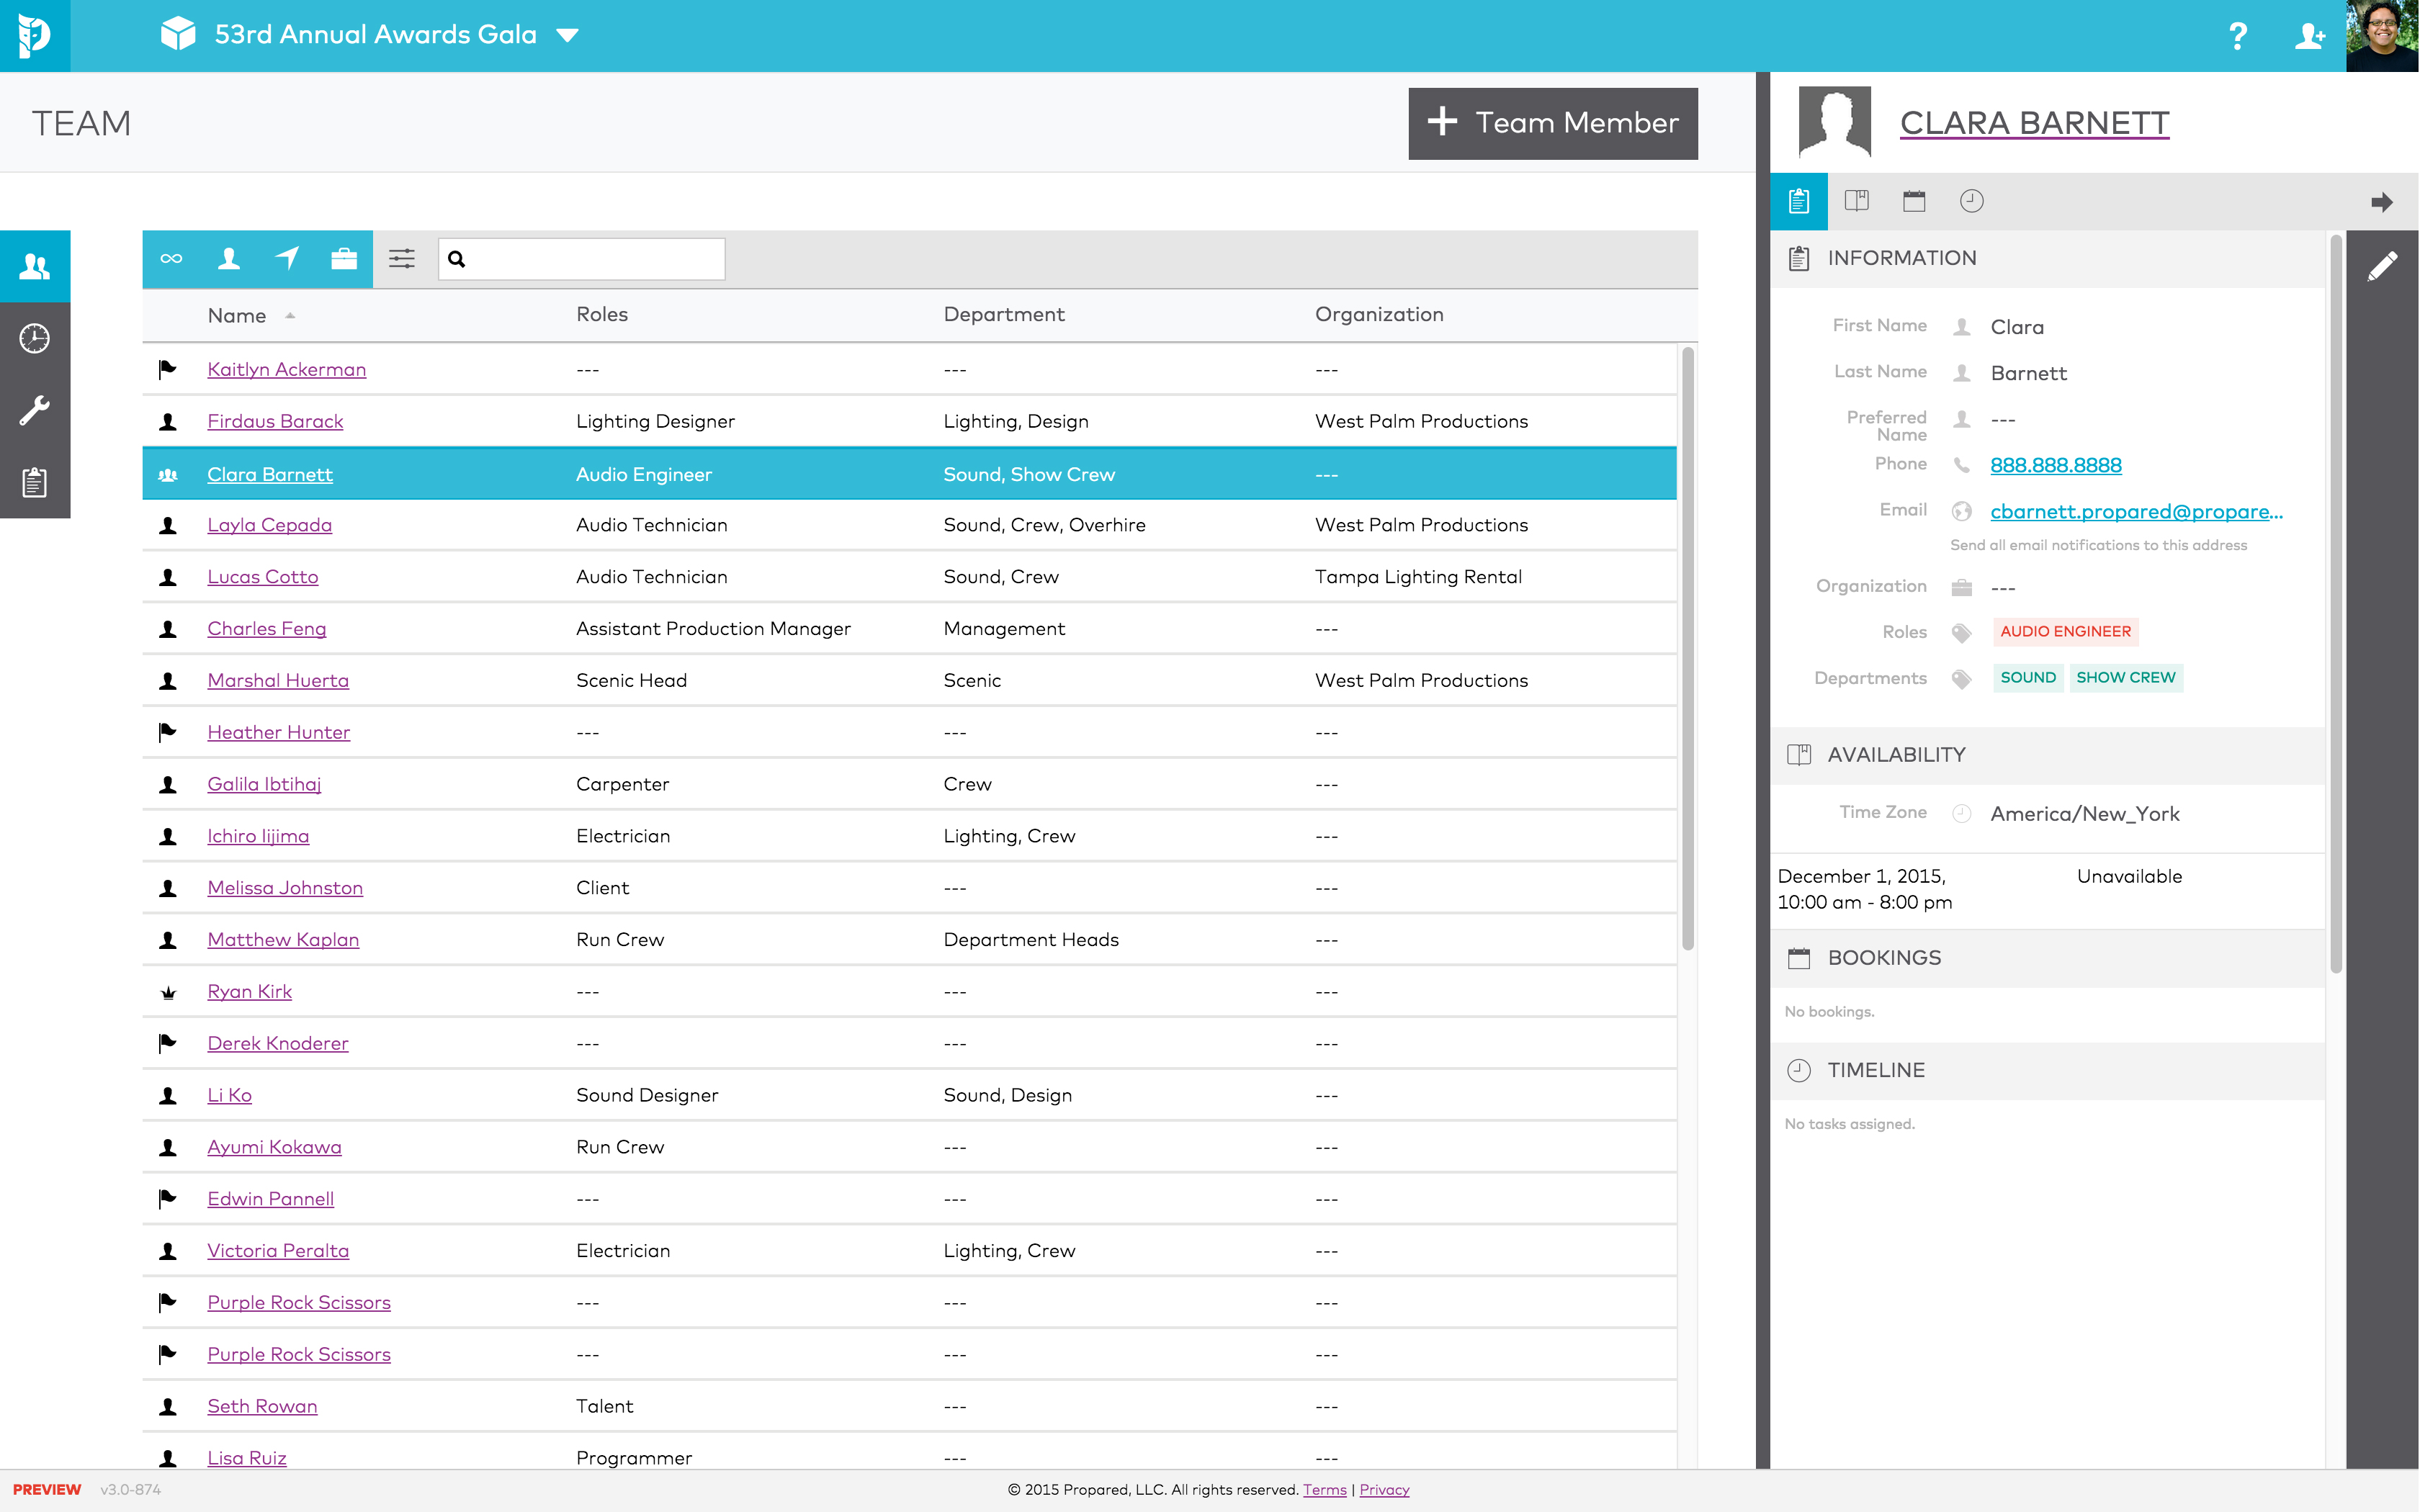 53rd Annual Awards Gala
?
TEAM
+ Team Member
Name Roles Department Organization
Kaitlyn Ackerman --- --- ---
Firdaus Barack Lighting Designer Lighting, Design West Palm Productions
Clara Barnett Audio Engineer Sound, Show Crew ---
Layla Cepada Audio Technician Sound, Crew, Overhire West Palm Productions
Lucas Cotto Audio Technician Sound, Crew Tampa Lighting Rental
Charles Feng Assistant Production Manager Management ---
Marshal Huerta Scenic Head Scenic West Palm Productions
Heather Hunter --- --- ---
Galila Ibtihaj Carpenter Crew ---
Ichiro Iijima Electrician Lighting, Crew ---
Melissa Johnston Client --- ---
Matthew Kaplan Run Crew Department Heads ---
Ryan Kirk --- --- ---
Derek Knoderer --- --- ---
Li Ko Sound Designer Sound, Design ---
Ayumi Kokawa Run Crew --- ---
Edwin Pannell --- --- ---
Victoria Peralta Electrician Lighting, Crew ---
Purple Rock Scissors --- --- ---
Purple Rock Scissors --- --- ---
Seth Rowan Talent --- ---
Lisa Ruiz Programmer --- ---
CLARA BARNETT
INFORMATION
First Name Clara
Last Name Barnett
Preferred Name ---
Phone 888.888.8888
Email cbarnett.propared@propare...
Send all email notifications to this address
Organization ---
Roles AUDIO ENGINEER
Departments SOUND SHOW CREW
AVAILABILITY
Time Zone America/New_York
December 1, 2015, Unavailable
10:00 am - 8:00 pm
BOOKINGS
No bookings.
TIMELINE
No tasks assigned.
PREVIEW v3.0-874 © 2015 Propared, LLC. All rights reserved. Terms | Privacy